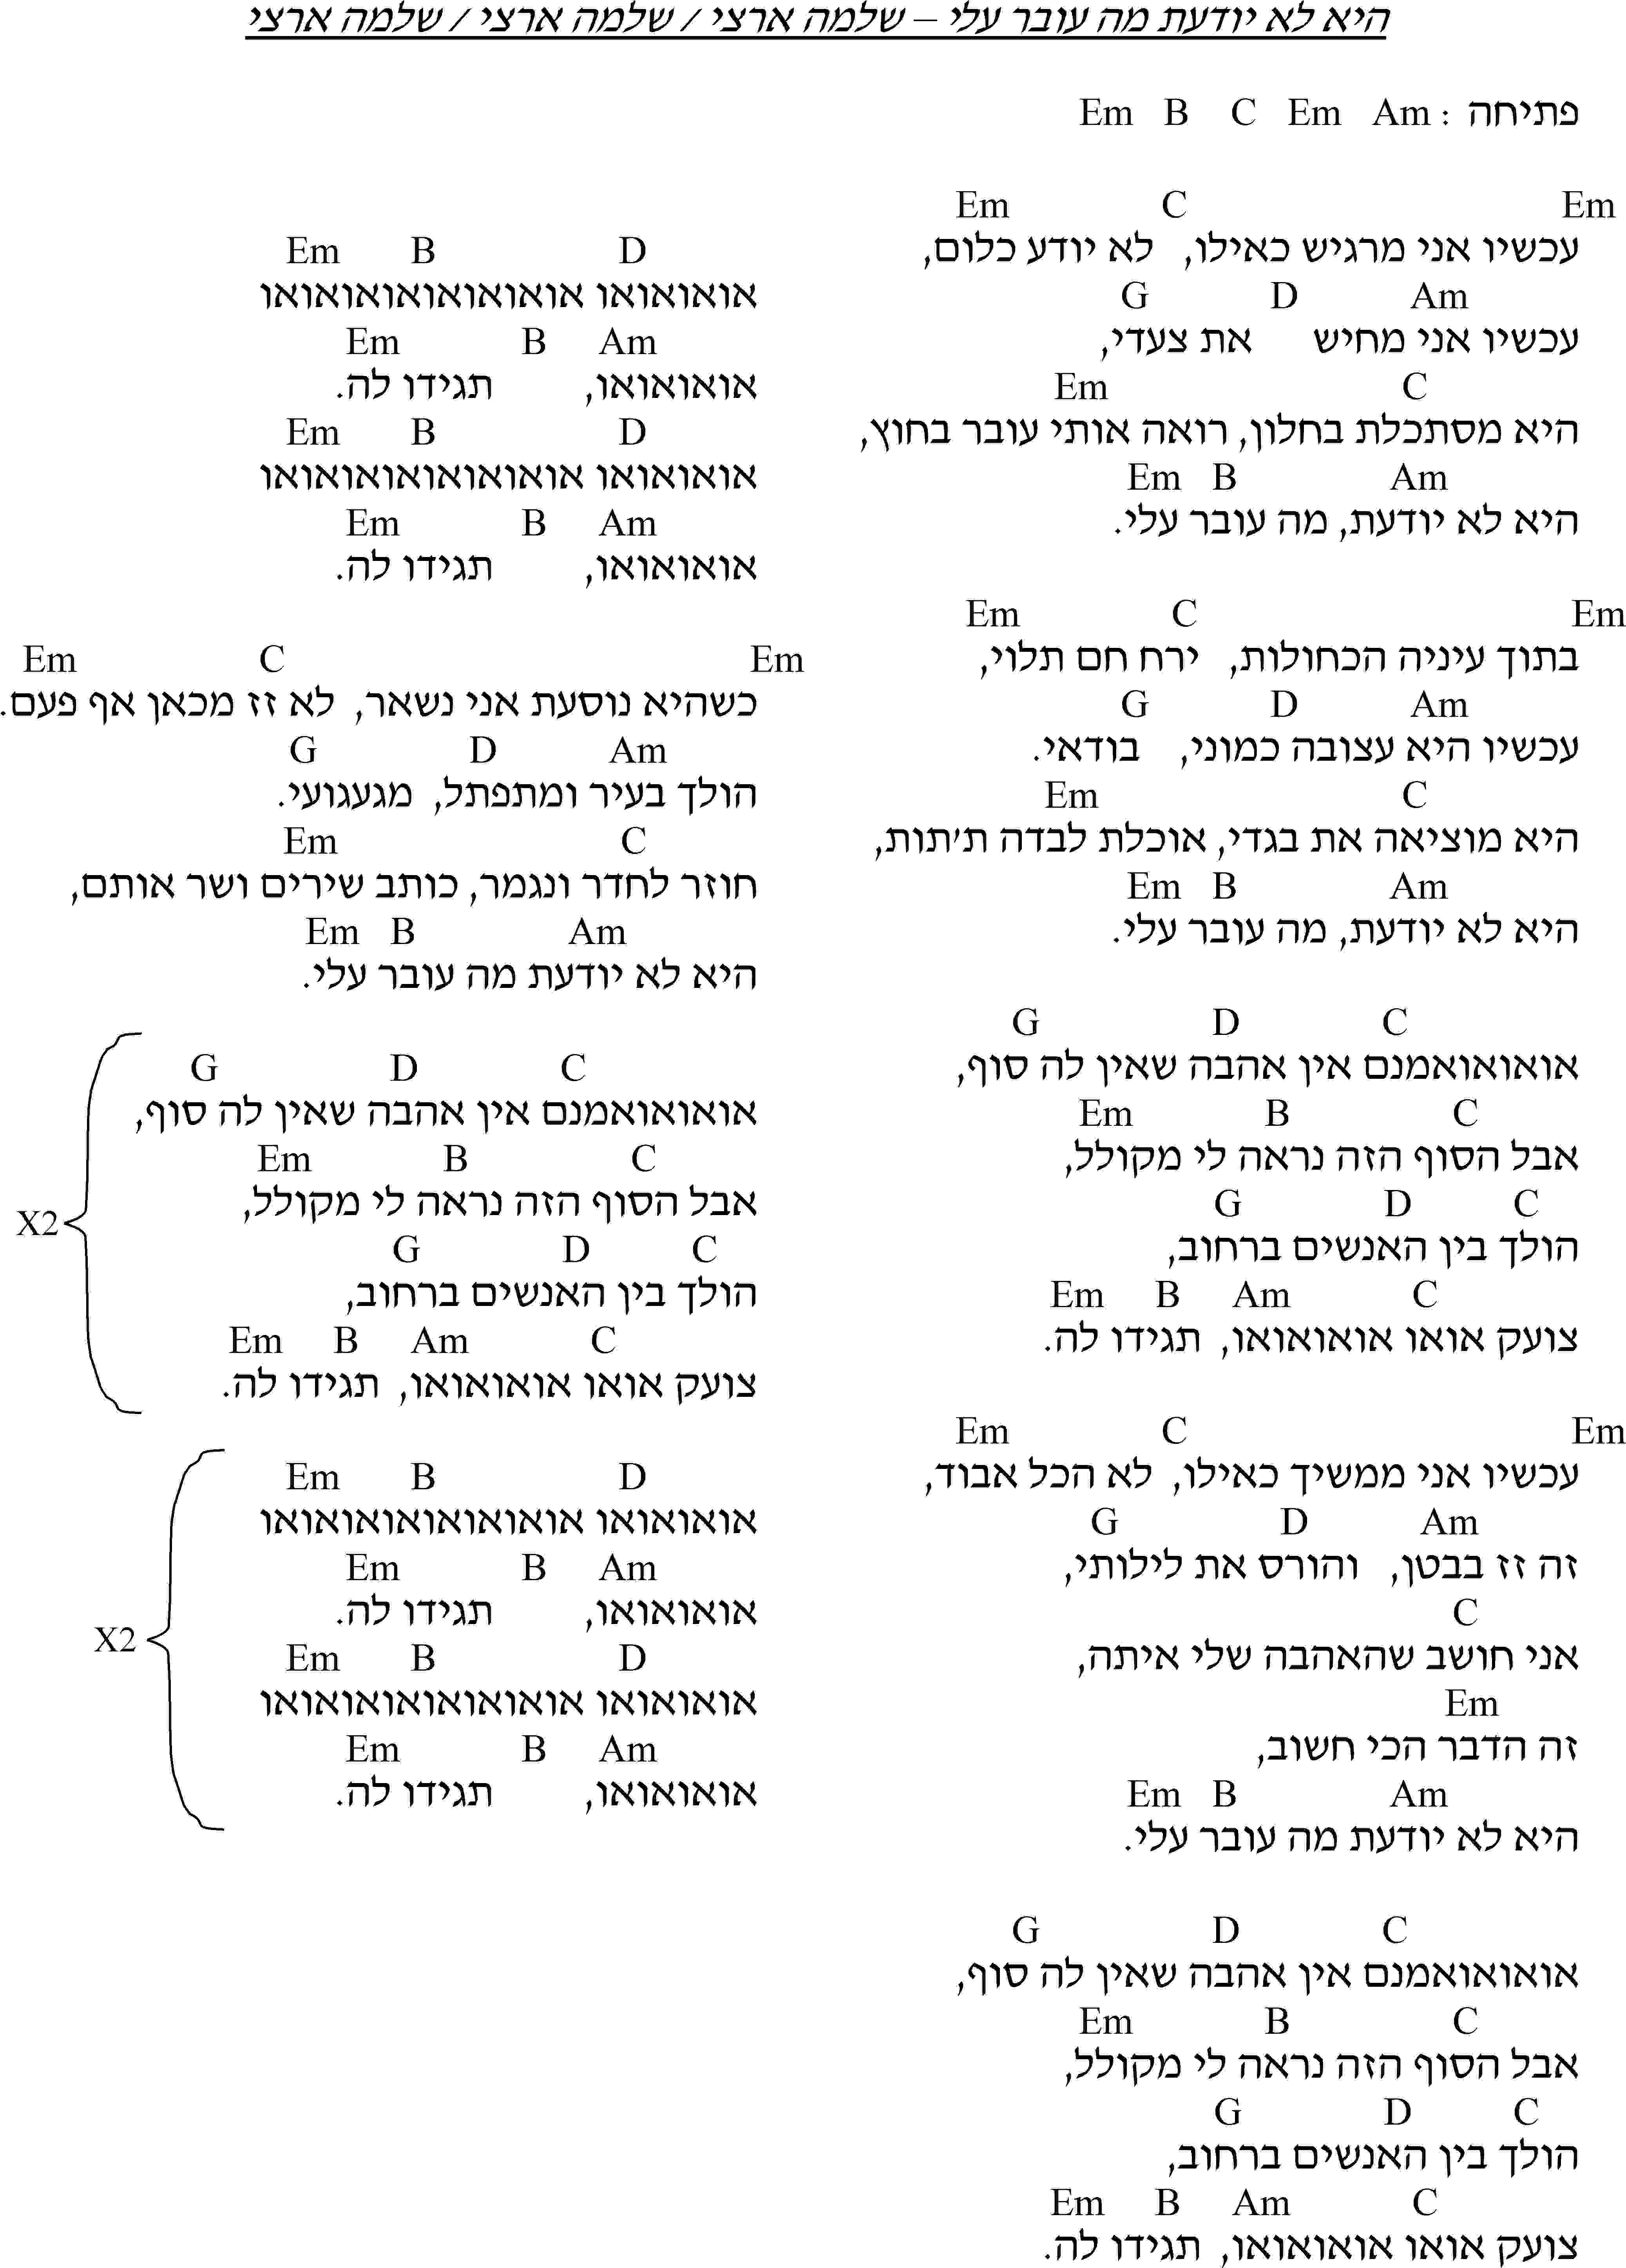 היא לא יודעת מה עובר עלי – שלמה ארצי / שלמה ארצי / שלמה ארצי
פתיחה : Em B C Em Am
Em C Em
עכשיו אני מרגיש כאילו, לא יודע כלום,
G D Am
עכשיו אני מחיש את צעדי,
Em C
היא מסתכלת בחלון, רואה אותי עובר בחוץ,
Em B Am
היא לא יודעת, מה עובר עלי.
Em C Em
בתוך עיניה הכחולות, ירח חם תלוי,
G D Am
עכשיו היא עצובה כמוני, בודאי.
Em C
היא מוציאה את בגדי, אוכלת לבדה ת'תות,
Em B Am
היא לא יודעת, מה עובר עלי.
G D C
אואואואמנם אין אהבה שאין לה סוף,
Em B C
אבל הסוף הזה נראה לי מקולל,
G D C
הולך בין האנשים ברחוב,
Em B Am C
צועק אואו אואואואו, תגידו לה.
Em C Em
עכשיו אני ממשיך כאילו, לא הכל אבוד,
G D Am
זה זז בבטן, והורס את לילותי,
C
אני חושב שהאהבה שלי איתה,
Em
זה הדבר הכי חשוב,
Em B Am
היא לא יודעת מה עובר עלי.
G D C
אואואואמנם אין אהבה שאין לה סוף,
Em B C
אבל הסוף הזה נראה לי מקולל,
G D C
הולך בין האנשים ברחוב,
Em B Am C
צועק אואו אואואואו, תגידו לה.
Em B D
אואואואו אואואואואואואואו
Em B Am
אואואואו, תגידו לה.
Em B D
אואואואו אואואואואואואואו
Em B Am
אואואואו, תגידו לה.
Em C Em
כשהיא נוסעת אני נשאר, לא זז מכאן אף פעם.
G D Am
הולך בעיר ומתפתל, מגעגועי.
Em C
חוזר לחדר ונגמר, כותב שירים ושר אותם,
Em B Am
היא לא יודעת מה עובר עלי.
G D C
אואואואמנם אין אהבה שאין לה סוף,
Em B C
אבל הסוף הזה נראה לי מקולל,
X2
G D C
הולך בין האנשים ברחוב,
Em B Am C
צועק אואו אואואואו, תגידו לה.
Em B D
אואואואו אואואואואואואואו
Em B Am
אואואואו, תגידו לה.
X2
Em B D
אואואואו אואואואואואואואו
Em B Am
אואואואו, תגידו לה.